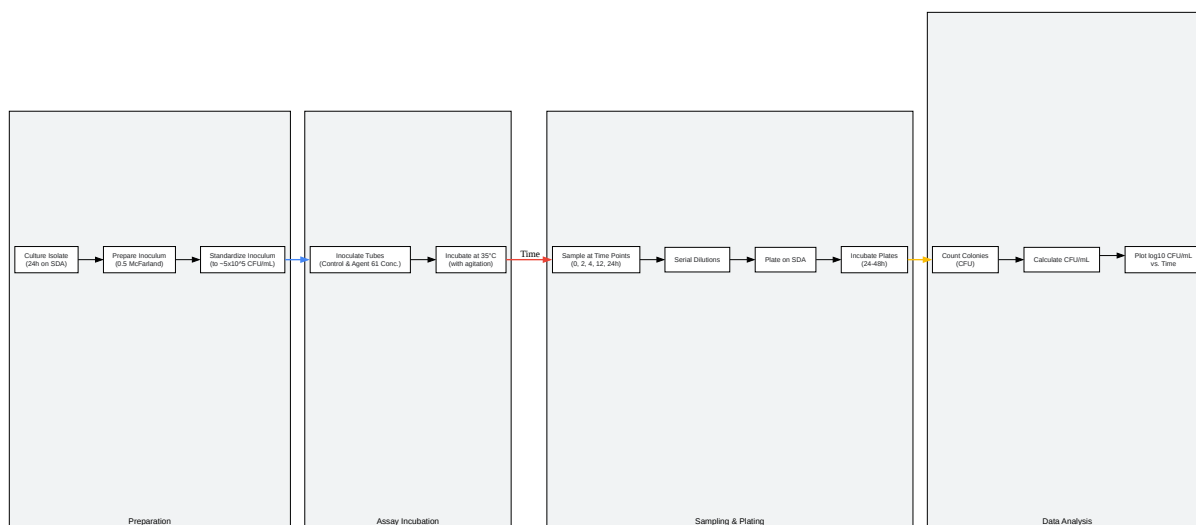 Culture Isolate
(24h on SDA)
Prepare Inoculum
(0.5 McFarland)
Standardize Inoculum
(to ~5x10^5 CFU/mL)
Inoculate Tubes
(Control & Agent 61 Conc.)
Incubate at 35°C
(with agitation)
Time
Sample at Time Points
(0, 2, 4, 12, 24h)
Serial Dilutions
Plate on SDA
Incubate Plates
(24-48h)
Count Colonies
(CFU)
Calculate CFU/mL
Plot log10 CFU/mL
vs. Time
Preparation
Assay Incubation
Sampling & Plating
Data Analysis